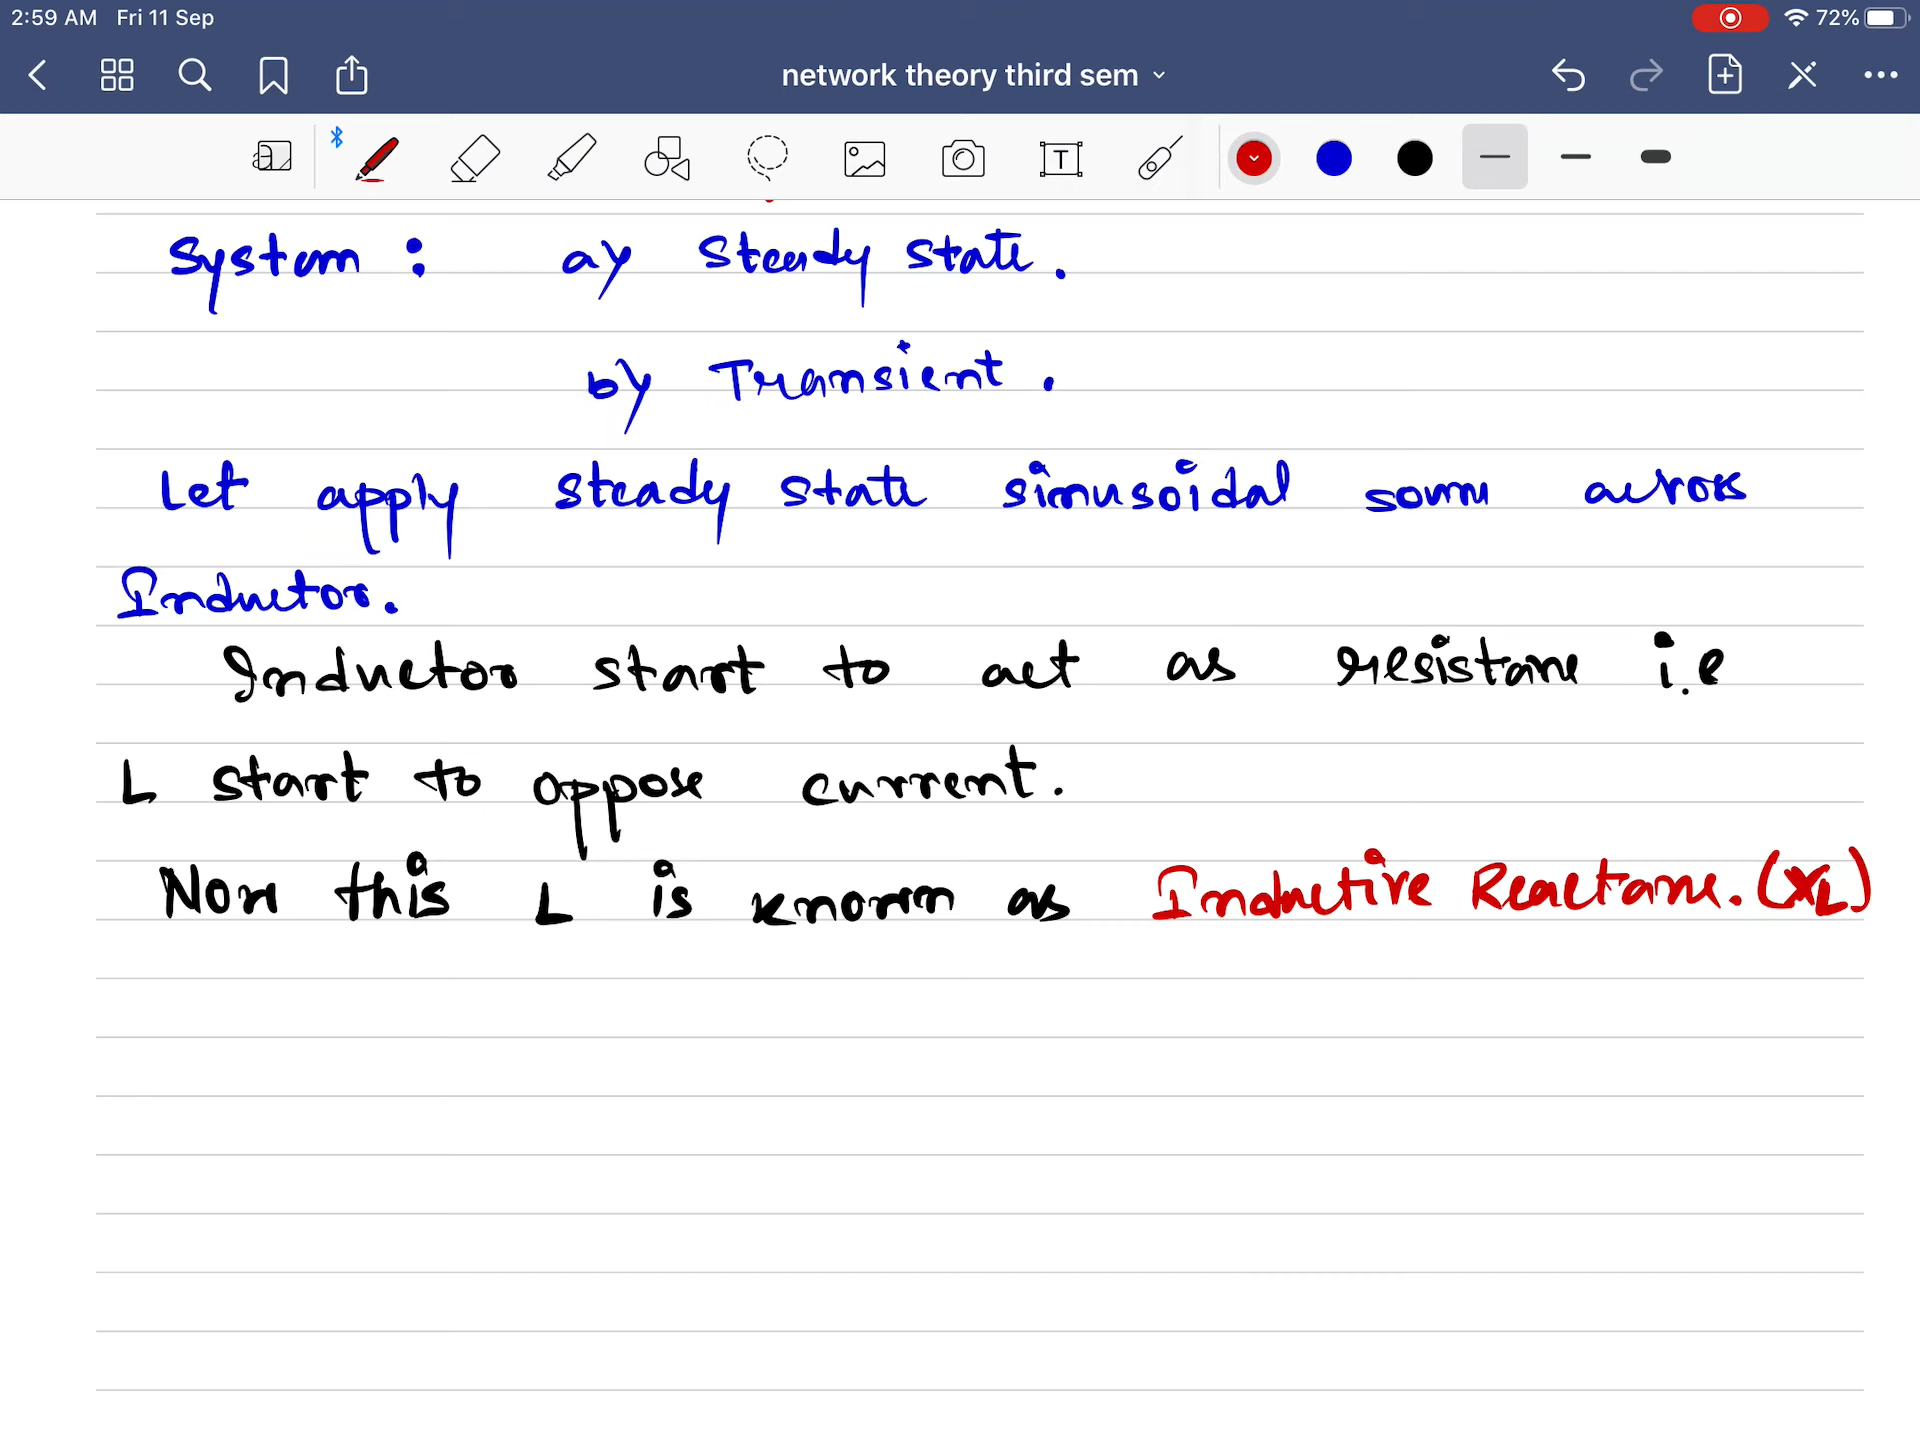 2:59 AM Fri 11 Sep 72%
network theory third sem
System : a) Steady state.
b) Transient.
Let apply steady state sinusoidal source across
Inductor.
Inductor start to act as resistance i.e
L start to oppose current.
Now this L is known as Inductive Reactance. (XL)